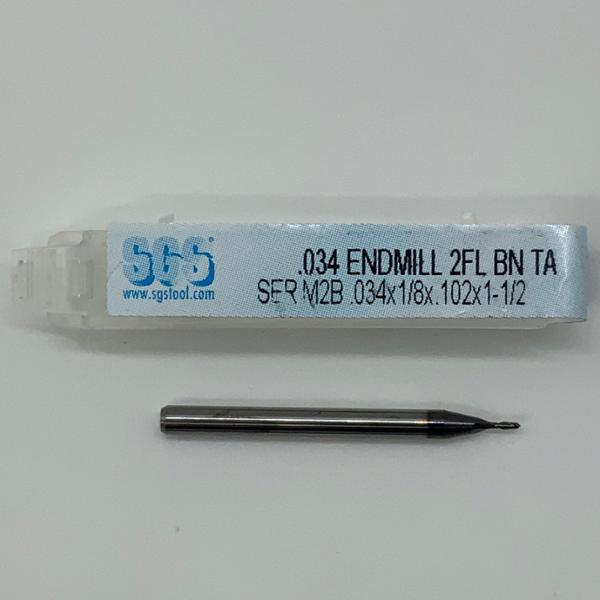 SGS®
www.sgstool.com
.034 ENDMILL 2FL BN TA
SER M2B .034x1/8x.102x1-1/2